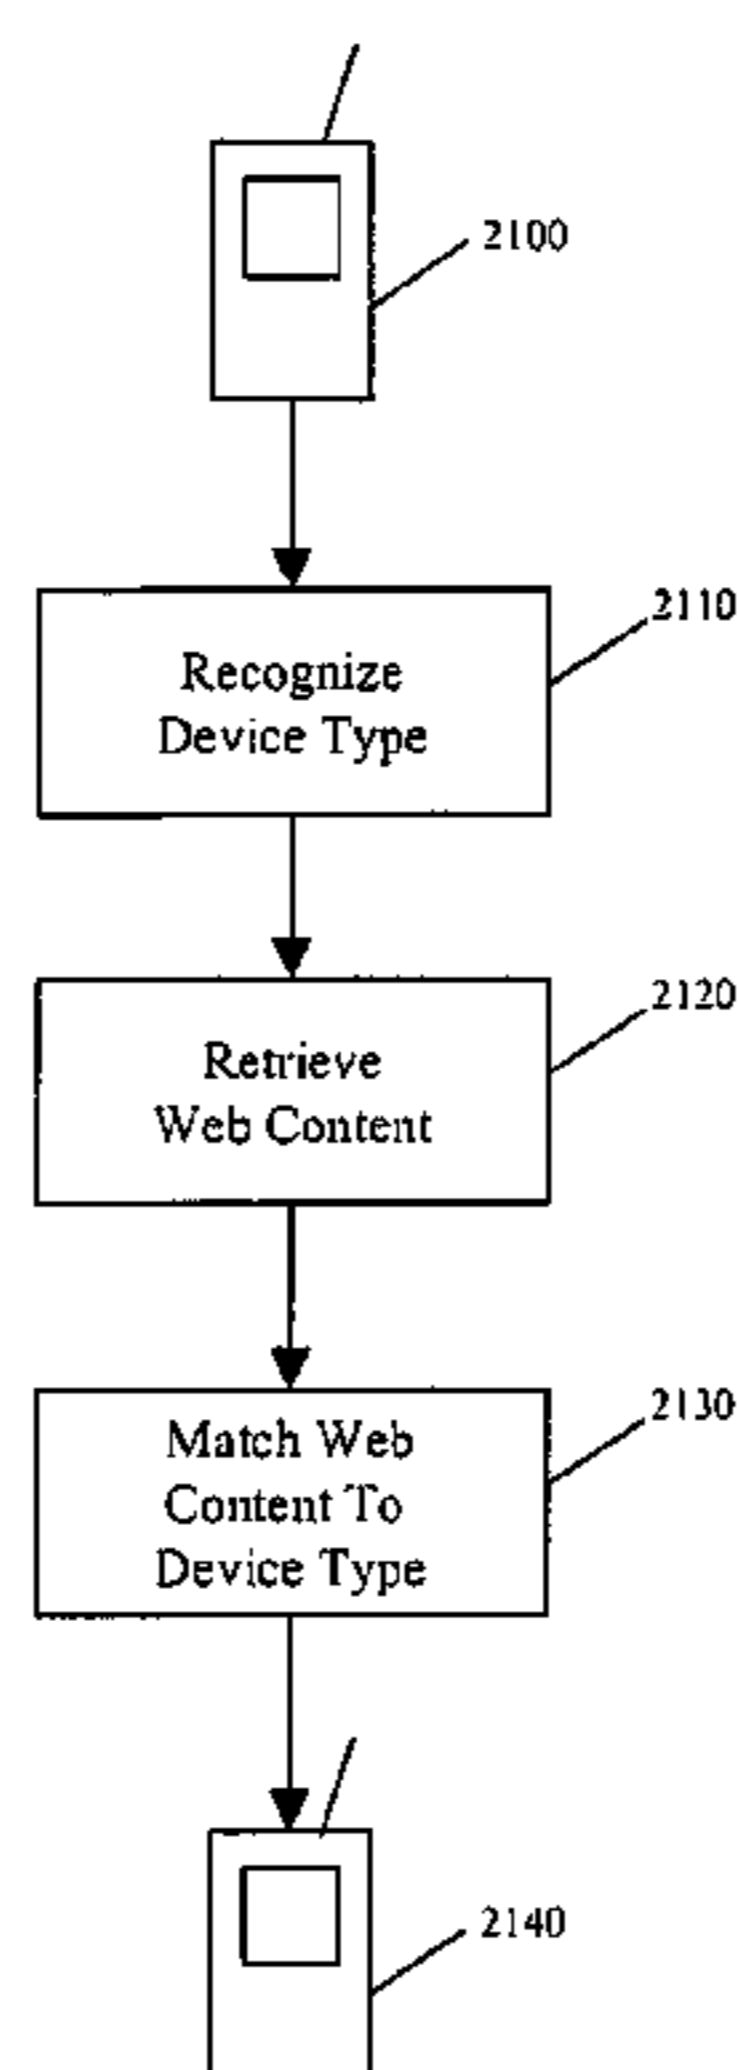 2100
2110
Recognize
Device Type
2120
Retrieve
Web Content
2130
Match Web
Content To
Device Type
2140